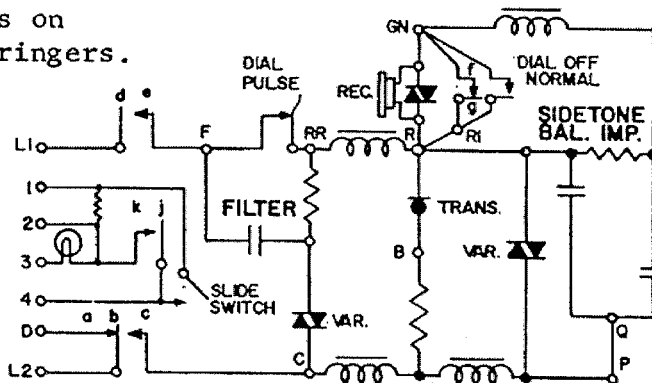 s on
ringers.
GN
DIAL PULSE
REC.
f
g
DIAL OFF NORMAL
d e
L1
F
RR
R
R1
SIDETONE BAL. IMP.
1
2
3
4
k j
FILTER
TRANS.
B
VAR.
SLIDE SWITCH
VAR.
D
a b c
L2
C
Q
P